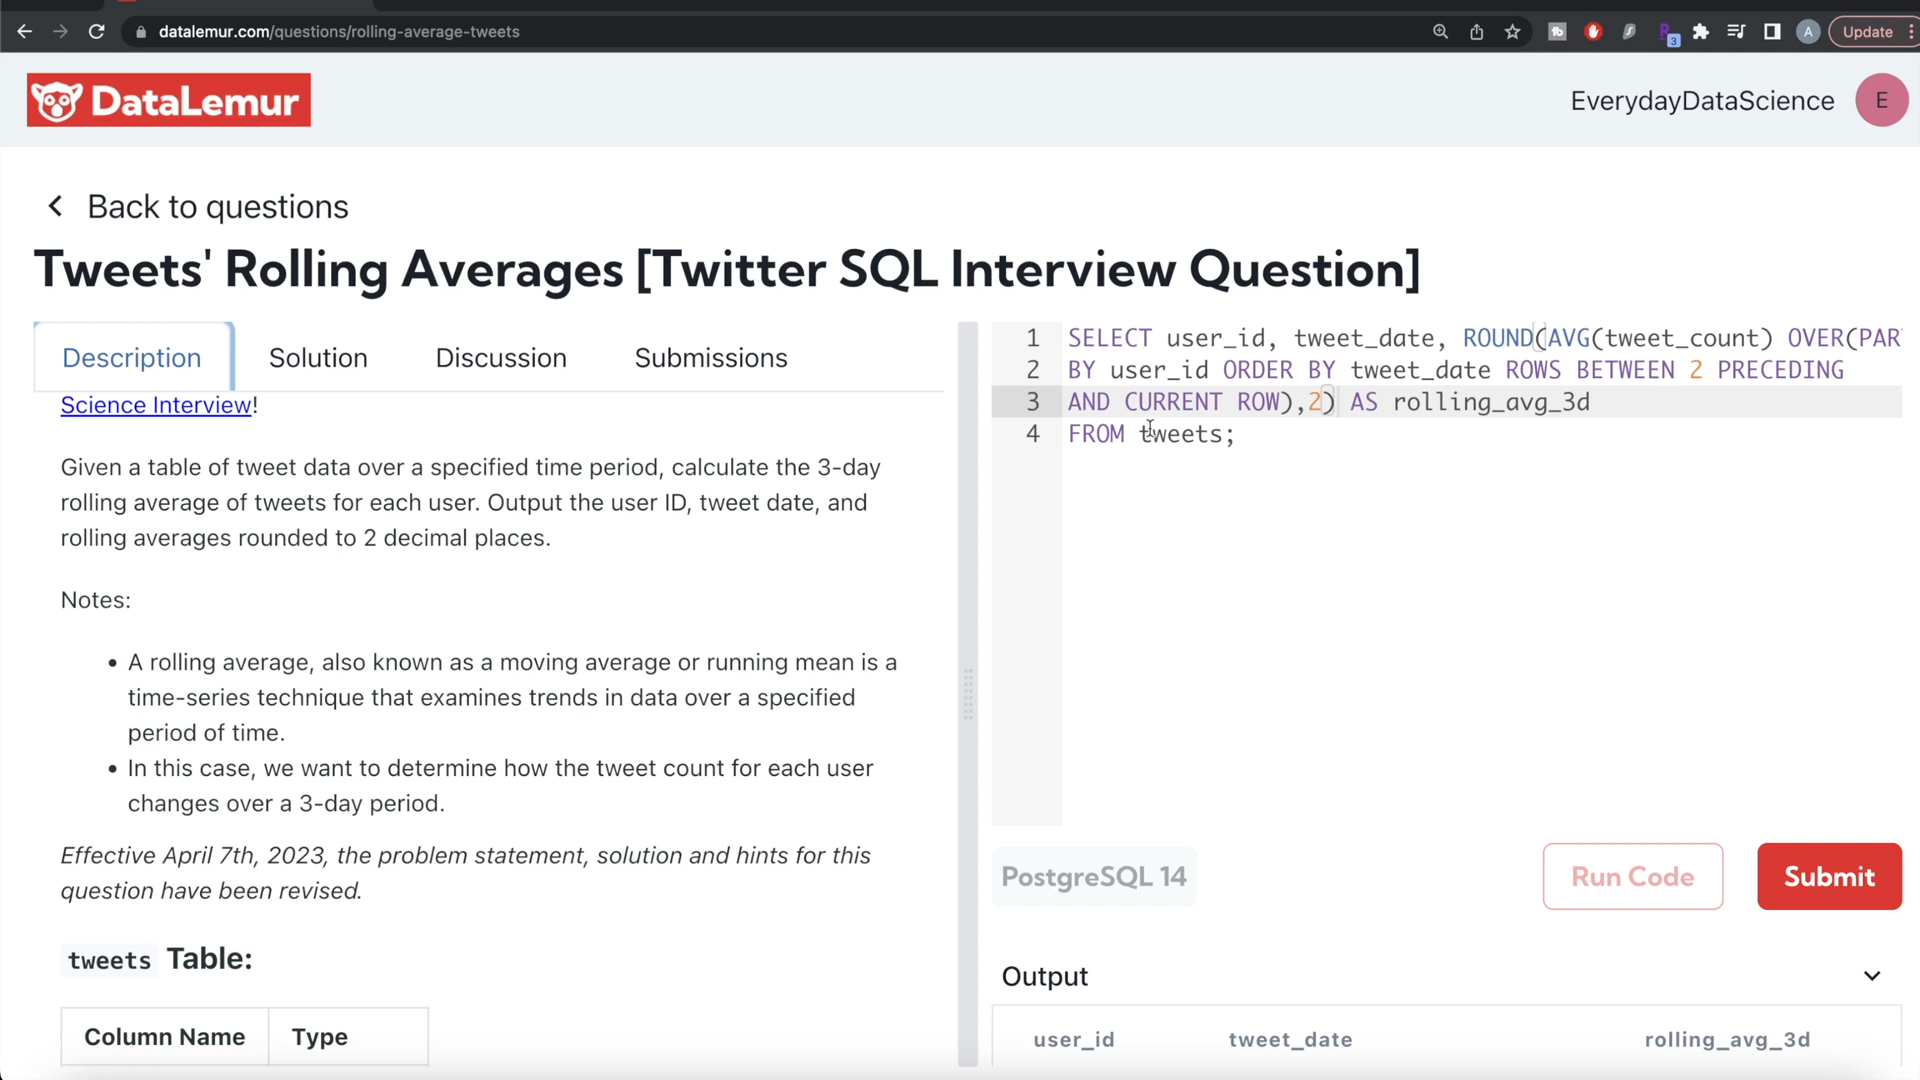 datalemur.com/questions/rolling-average-tweets
3
A
Update
DataLemur
EverydayDataScience
E
Back to questions
Tweets' Rolling Averages [Twitter SQL Interview Question]
Description
Solution
Discussion
Submissions
Science Interview!
Given a table of tweet data over a specified time period, calculate the 3-day
rolling average of tweets for each user. Output the user ID, tweet date, and
rolling averages rounded to 2 decimal places.
Notes:
• A rolling average, also known as a moving average or running mean is a
time-series technique that examines trends in data over a specified
period of time.
• In this case, we want to determine how the tweet count for each user
changes over a 3-day period.
Effective April 7th, 2023, the problem statement, solution and hints for this
question have been revised.
tweets Table:
Column Name Type
1 SELECT user_id, tweet_date, ROUND(AVG(tweet_count) OVER(PAR
2 BY user_id ORDER BY tweet_date ROWS BETWEEN 2 PRECEDING
3 AND CURRENT ROW),2) AS rolling_avg_3d
4 FROM tweets;
PostgreSQL 14
Run Code
Submit
Output
user_id tweet_date rolling_avg_3d